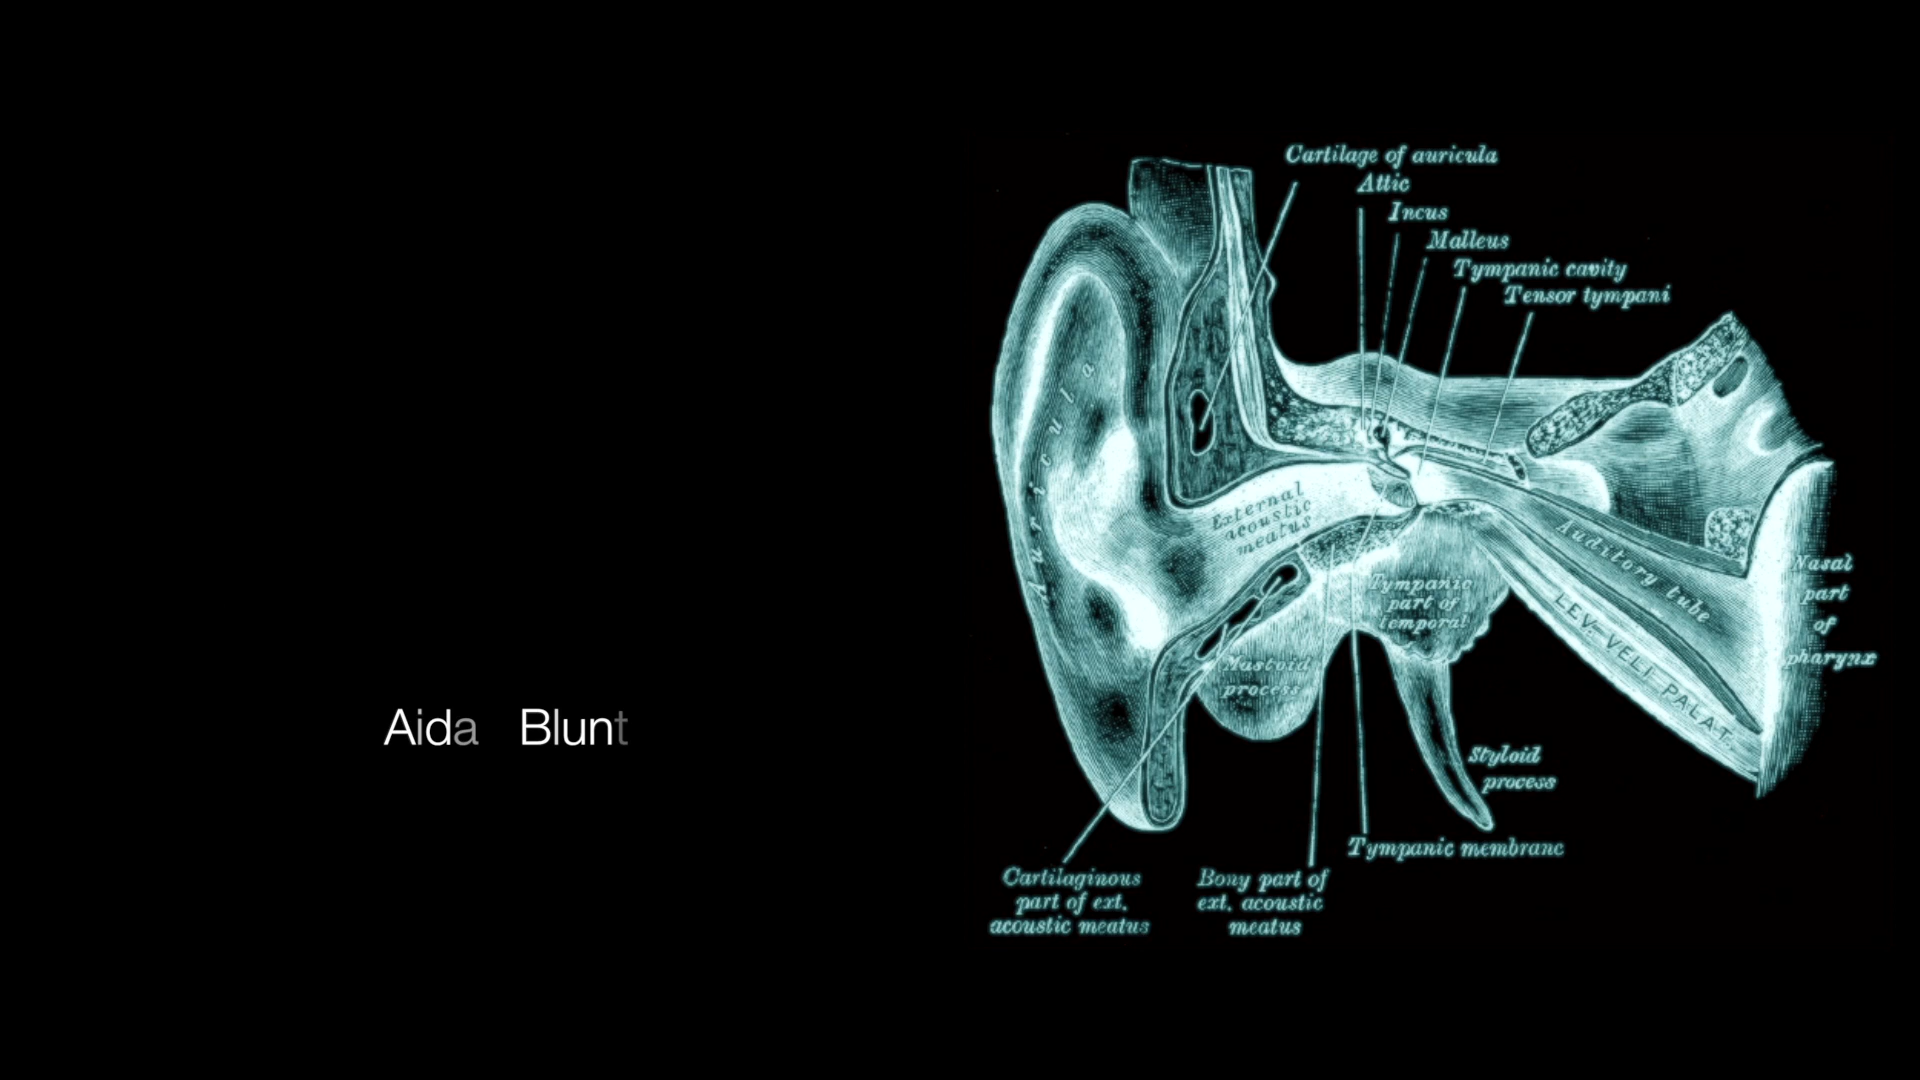 Aida Blunt
Cartilage of auricula
Attic
Incus
Malleus
Tympanic cavity
Tensor tympani
Auricula
External
acoustic
meatus
Auditory tube
LEV. VELI PALAT.
Nasal
part
of
pharynx
Tympanic
part of
temporal
Mastoid
process
Styloid
process
Tympanic membrane
Cartilaginous
part of ext.
acoustic meatus
Bony part of
ext. acoustic
meatus